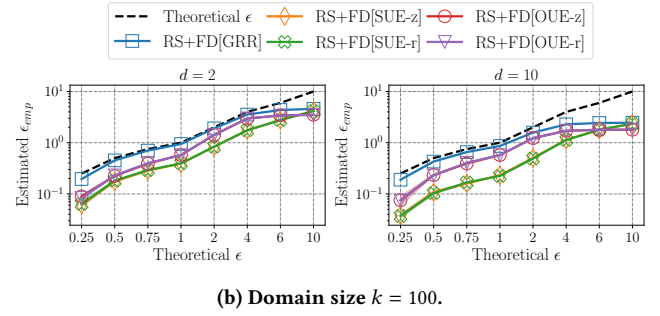 Theoretical ϵ
RS+FD[SUE-z]
RS+FD[OUE-z]
RS+FD[GRR]
RS+FD[SUE-r]
RS+FD[OUE-r]
d = 2
d = 10
Estimated ϵ_emp
10¹
10⁰
10⁻¹
0.25 0.5 0.75 1 2 4 6 10
Theoretical ϵ
Estimated ϵ_emp
10¹
10⁰
10⁻¹
0.25 0.5 0.75 1 2 4 6 10
Theoretical ϵ
(b) Domain size k = 100.